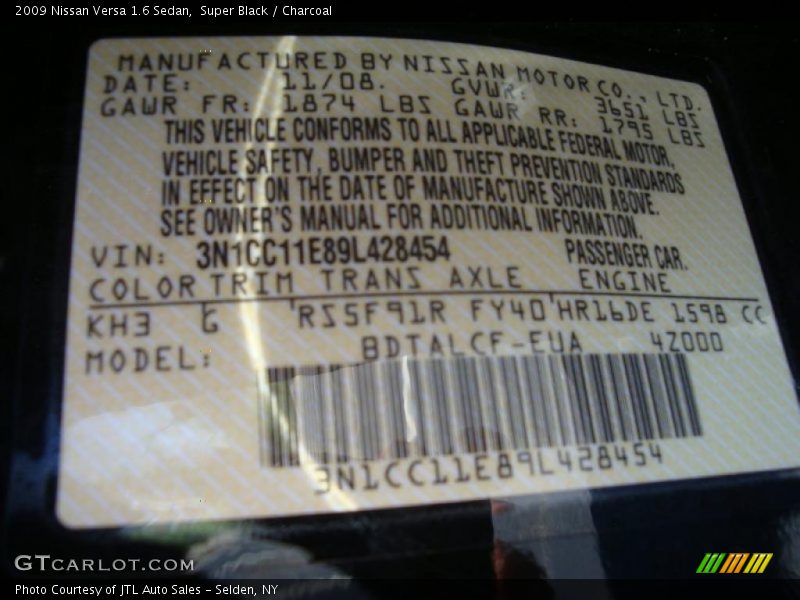 2009 Nissan Versa 1.6 Sedan,  Super Black / Charcoal
MANUFACTURED BY NISSAN MOTOR CO., LTD.
DATE: 11/08. GVWR: 3651 LBS
GAWR FR: 1874 LBS GAWR RR: 1795 LBS
THIS VEHICLE CONFORMS TO ALL APPLICABLE FEDERAL MOTOR.
VEHICLE SAFETY, BUMPER AND THEFT PREVENTION STANDARDS
IN EFFECT ON THE DATE OF MANUFACTURE SHOWN ABOVE.
SEE OWNER'S MANUAL FOR ADDITIONAL INFORMATION.
VIN: 3N1CC11E89L428454 PASSENGER CAR.
COLOR TRIM TRANS AXLE ENGINE
KH3 G RS5F91R FY40 HR16DE 1598 CC
MODEL: BDTALCF-EUA 4Z000
3N1CC11E89L428454
GTCARLOT.COM
Photo Courtesy of JTL Auto Sales - Selden, NY